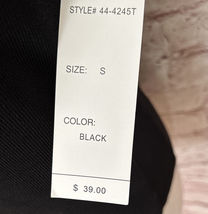 STYLE# 44-4245T
SIZE: S
COLOR:
BLACK
$ 39.00